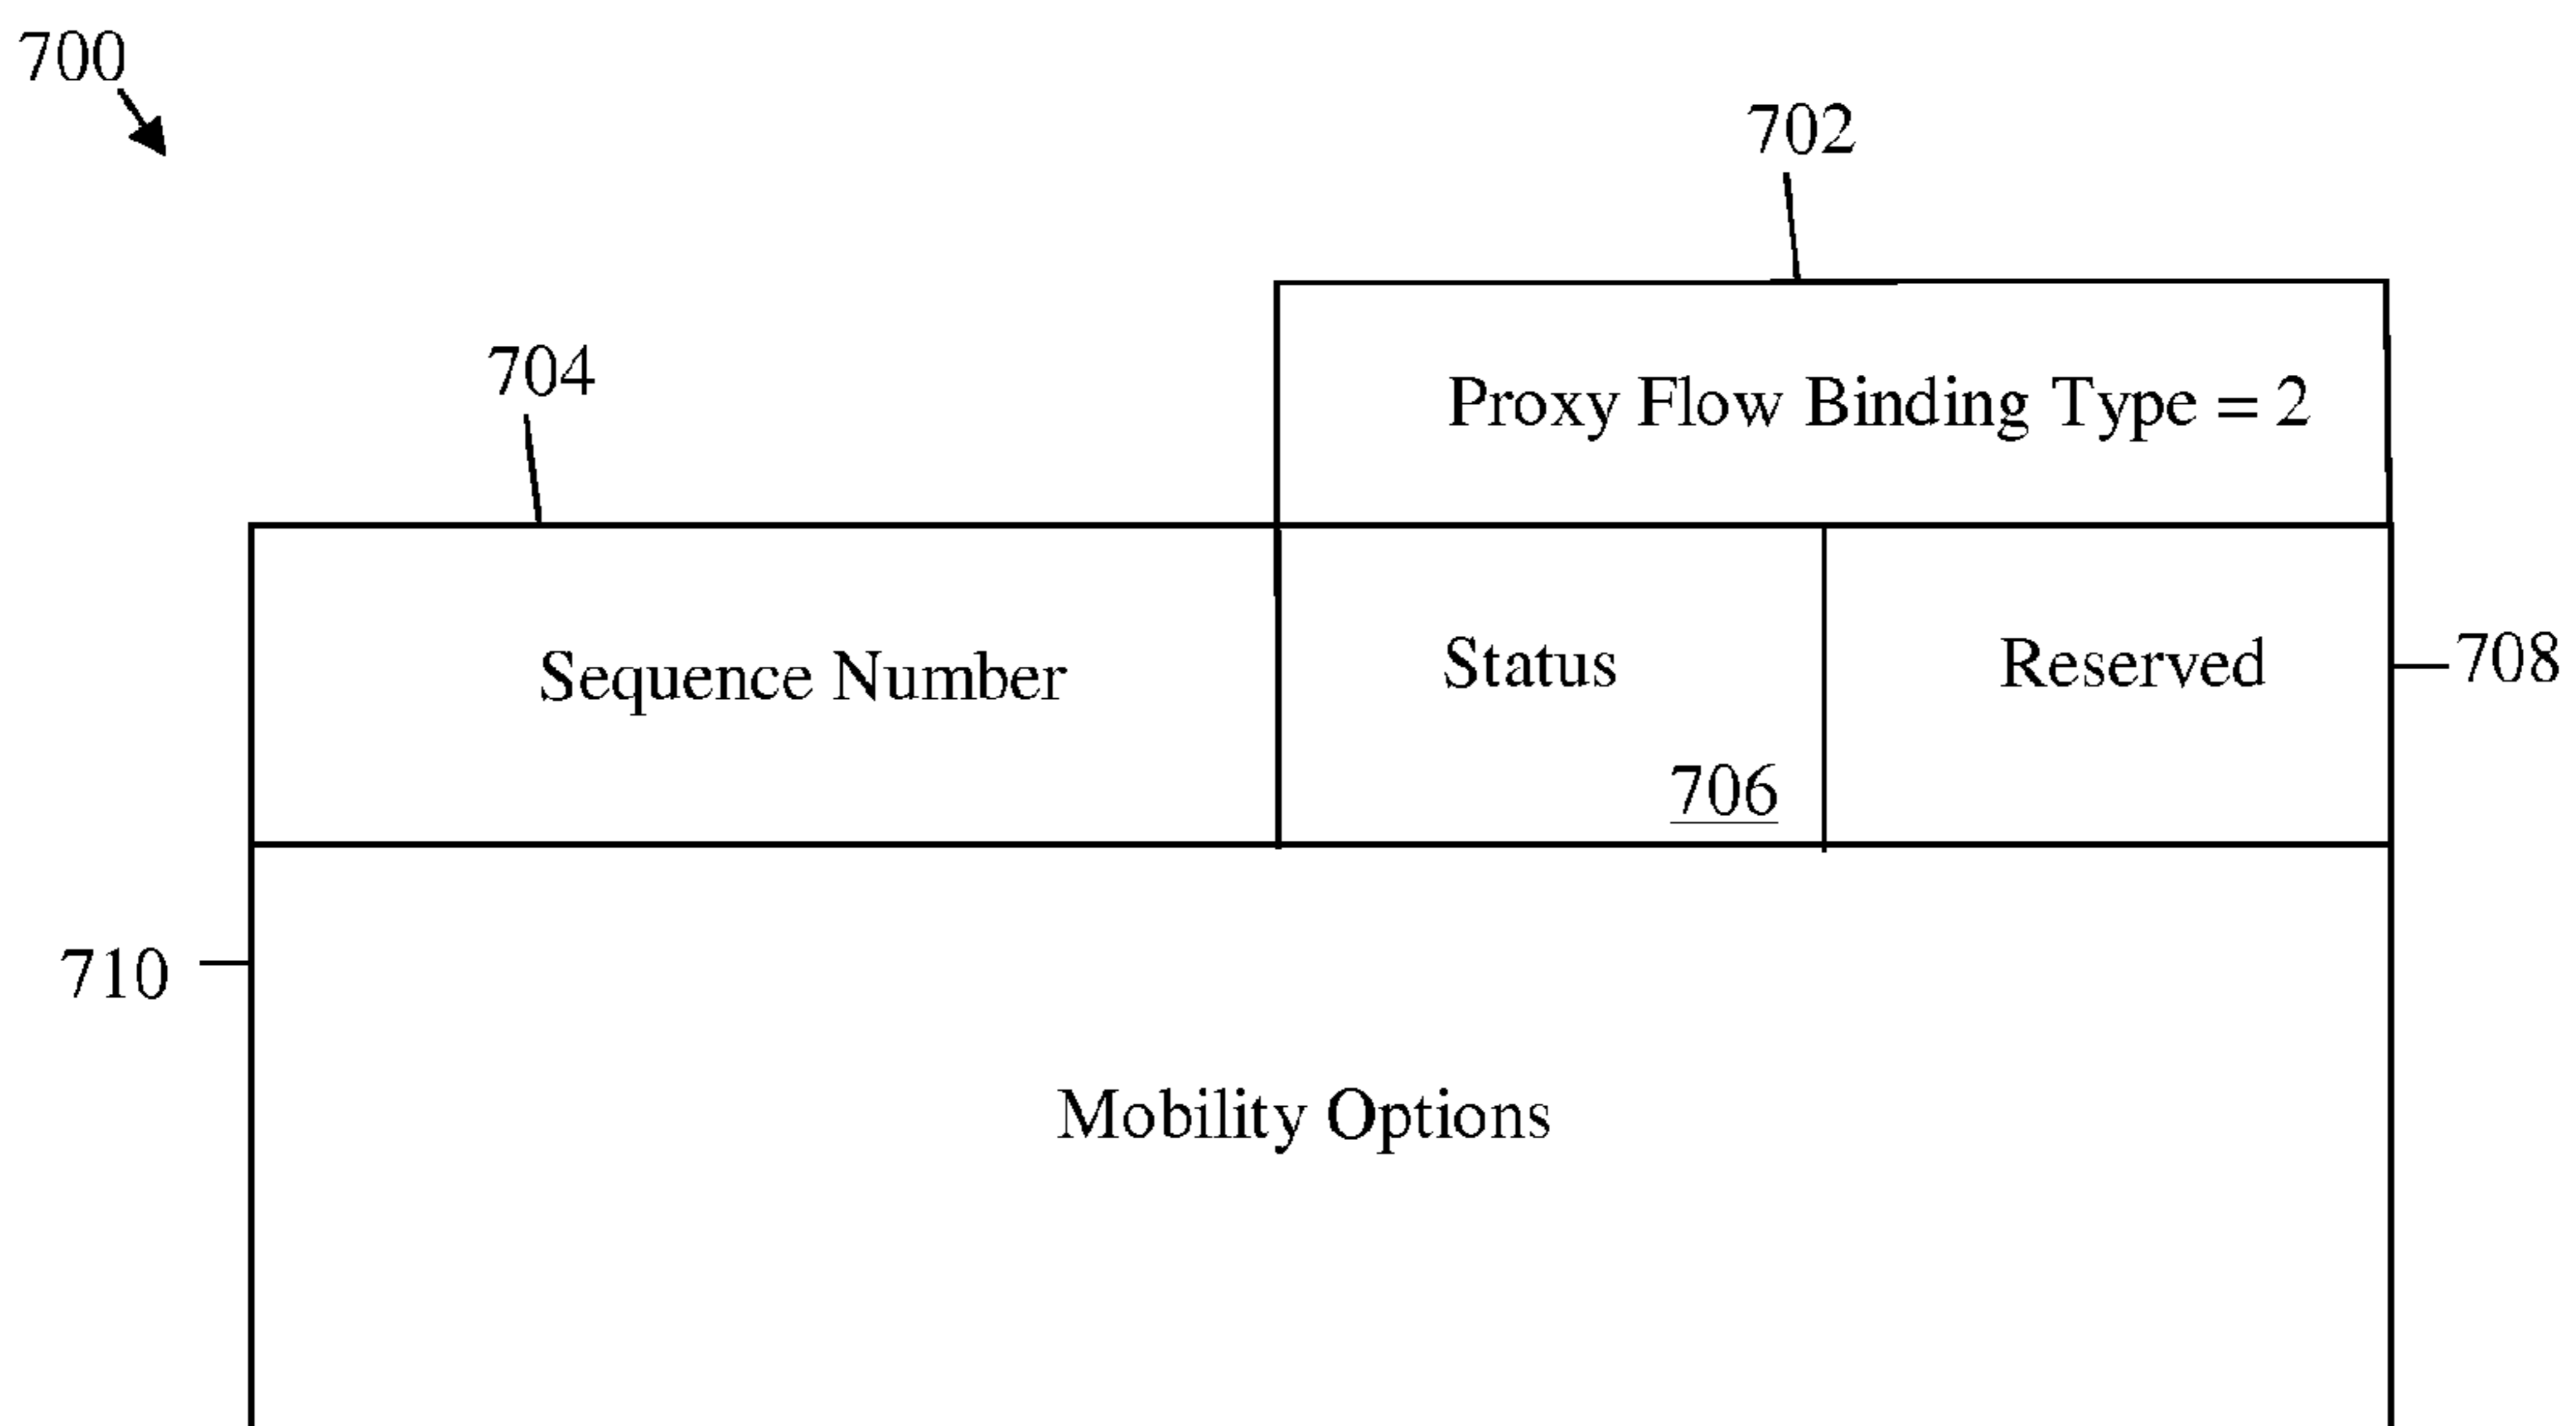 700
702
Proxy Flow Binding Type = 2
704
Sequence Number
Status
Reserved
708
706
710
Mobility Options